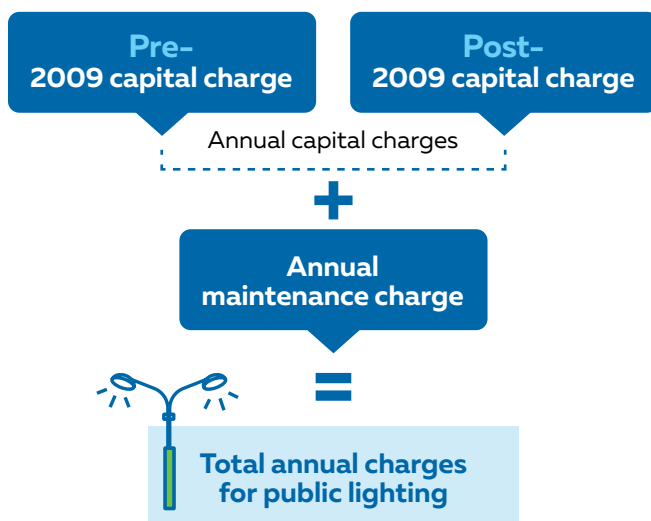 Pre-
2009 capital charge
Post-
2009 capital charge
Annual capital charges
+
Annual
maintenance charge
=
Total annual charges
for public lighting